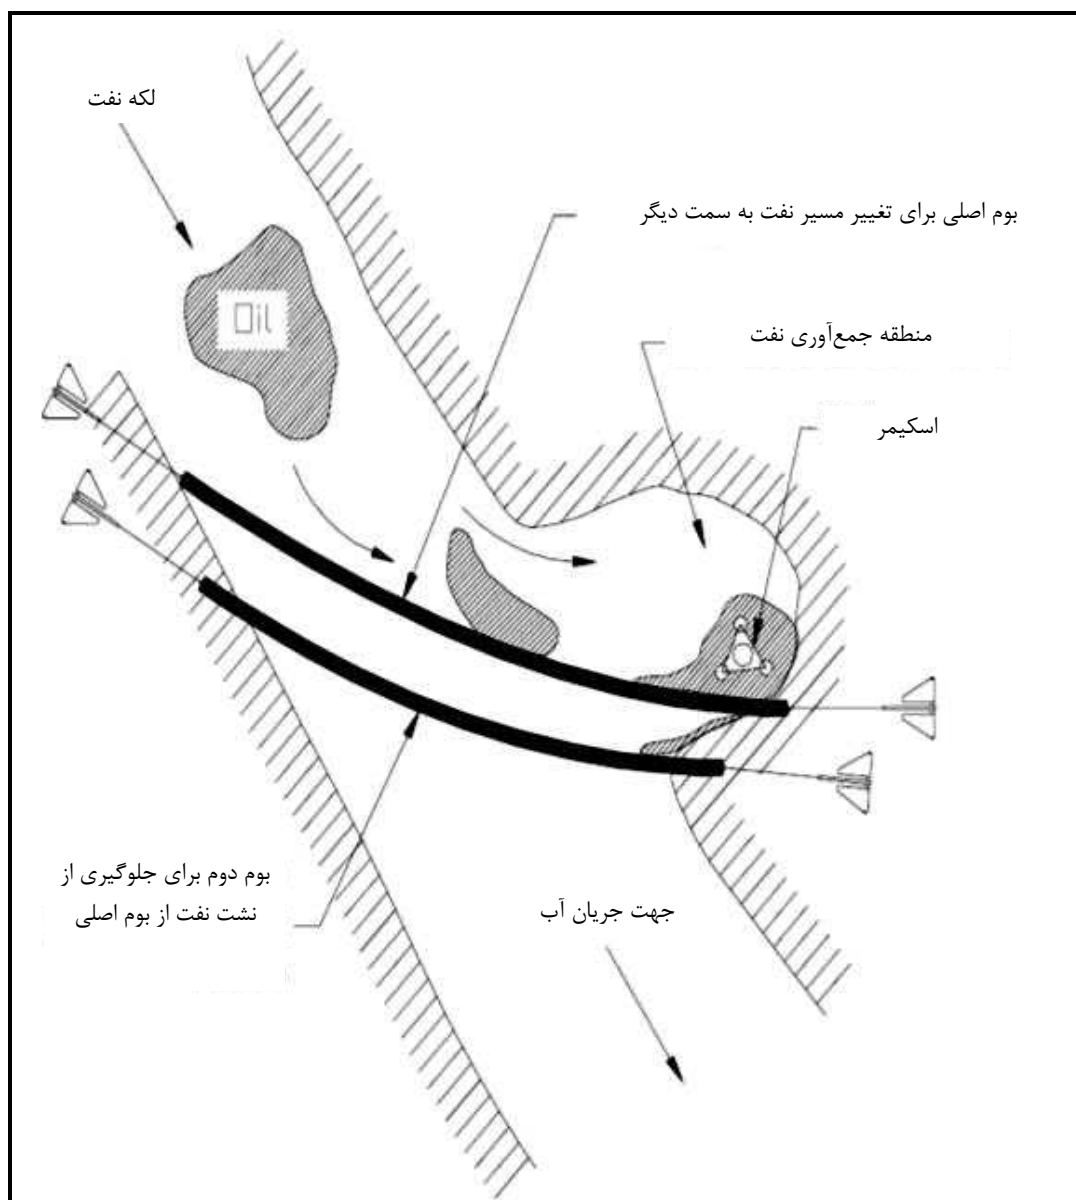 لکه نفت
بوم اصلی برای تغییر مسیر نفت به سمت دیگر
Oil
منطقه جمع‌آوری نفت
اسکیمر
بوم دوم برای جلوگیری از
نشت نفت از بوم اصلی
جهت جریان آب